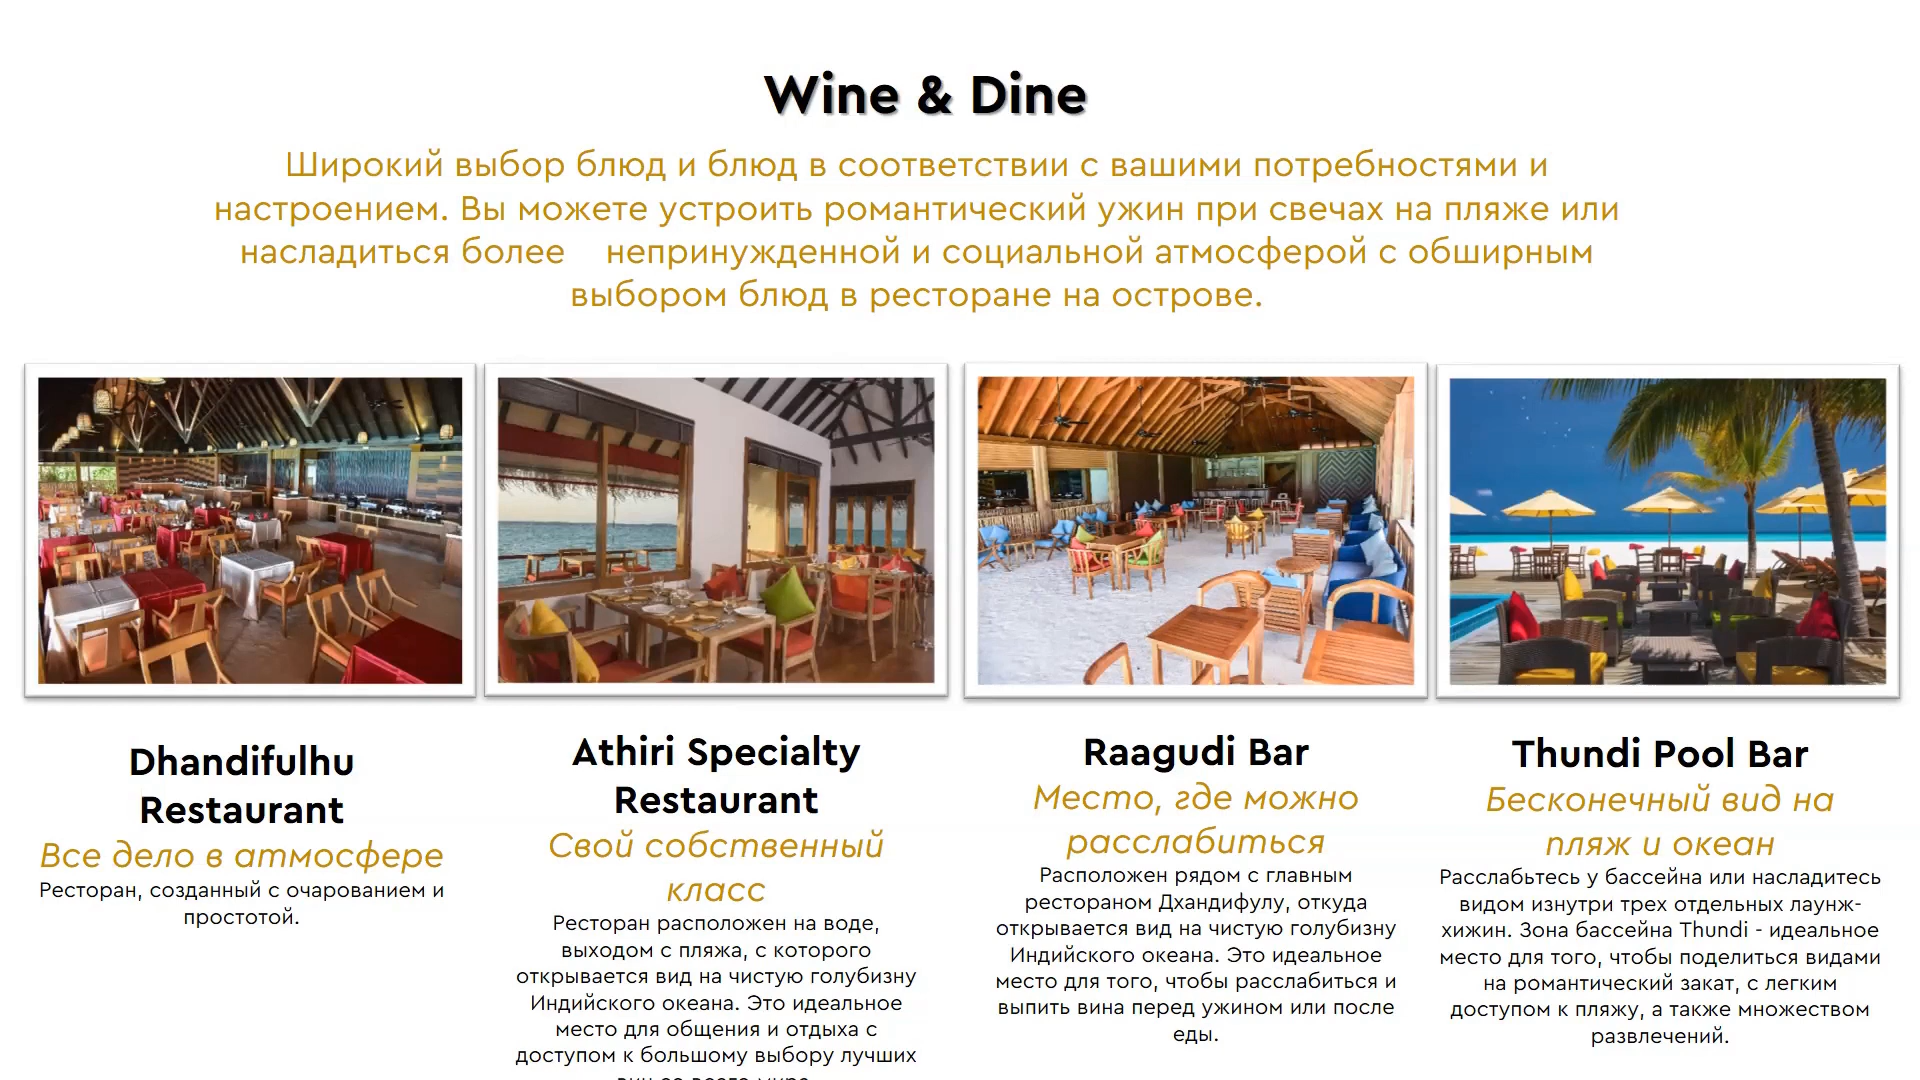 Wine & Dine
Широкий выбор блюд и блюд в соответствии с вашими потребностями и
настроением. Вы можете устроить романтический ужин при свечах на пляже или
насладиться более непринужденной и социальной атмосферой с обширным
выбором блюд в ресторане на острове.
Dhandifulhu
Restaurant
Все дело в атмосфере
Ресторан, созданный с очарованием и
простотой.
Athiri Specialty
Restaurant
Свой собственный
класс
Ресторан расположен на воде,
выходом с пляжа, с которого
открывается вид на чистую голубизну
Индийского океана. Это идеальное
место для общения и отдыха с
доступом к большому выбору лучших
Raagudi Bar
Место, где можно
расслабиться
Расположен рядом с главным
рестораном Дхандифулу, откуда
открывается вид на чистую голубизну
Индийского океана. Это идеальное
место для того, чтобы расслабиться и
выпить вина перед ужином или после
еды.
Thundi Pool Bar
Бесконечный вид на
пляж и океан
Расслабьтесь у бассейна или насладитесь
видом изнутри трех отдельных лаунж-
хижин. Зона бассейна Thundi - идеальное
место для того, чтобы поделиться видами
на романтический закат, с легким
доступом к пляжу, а также множеством
развлечений.